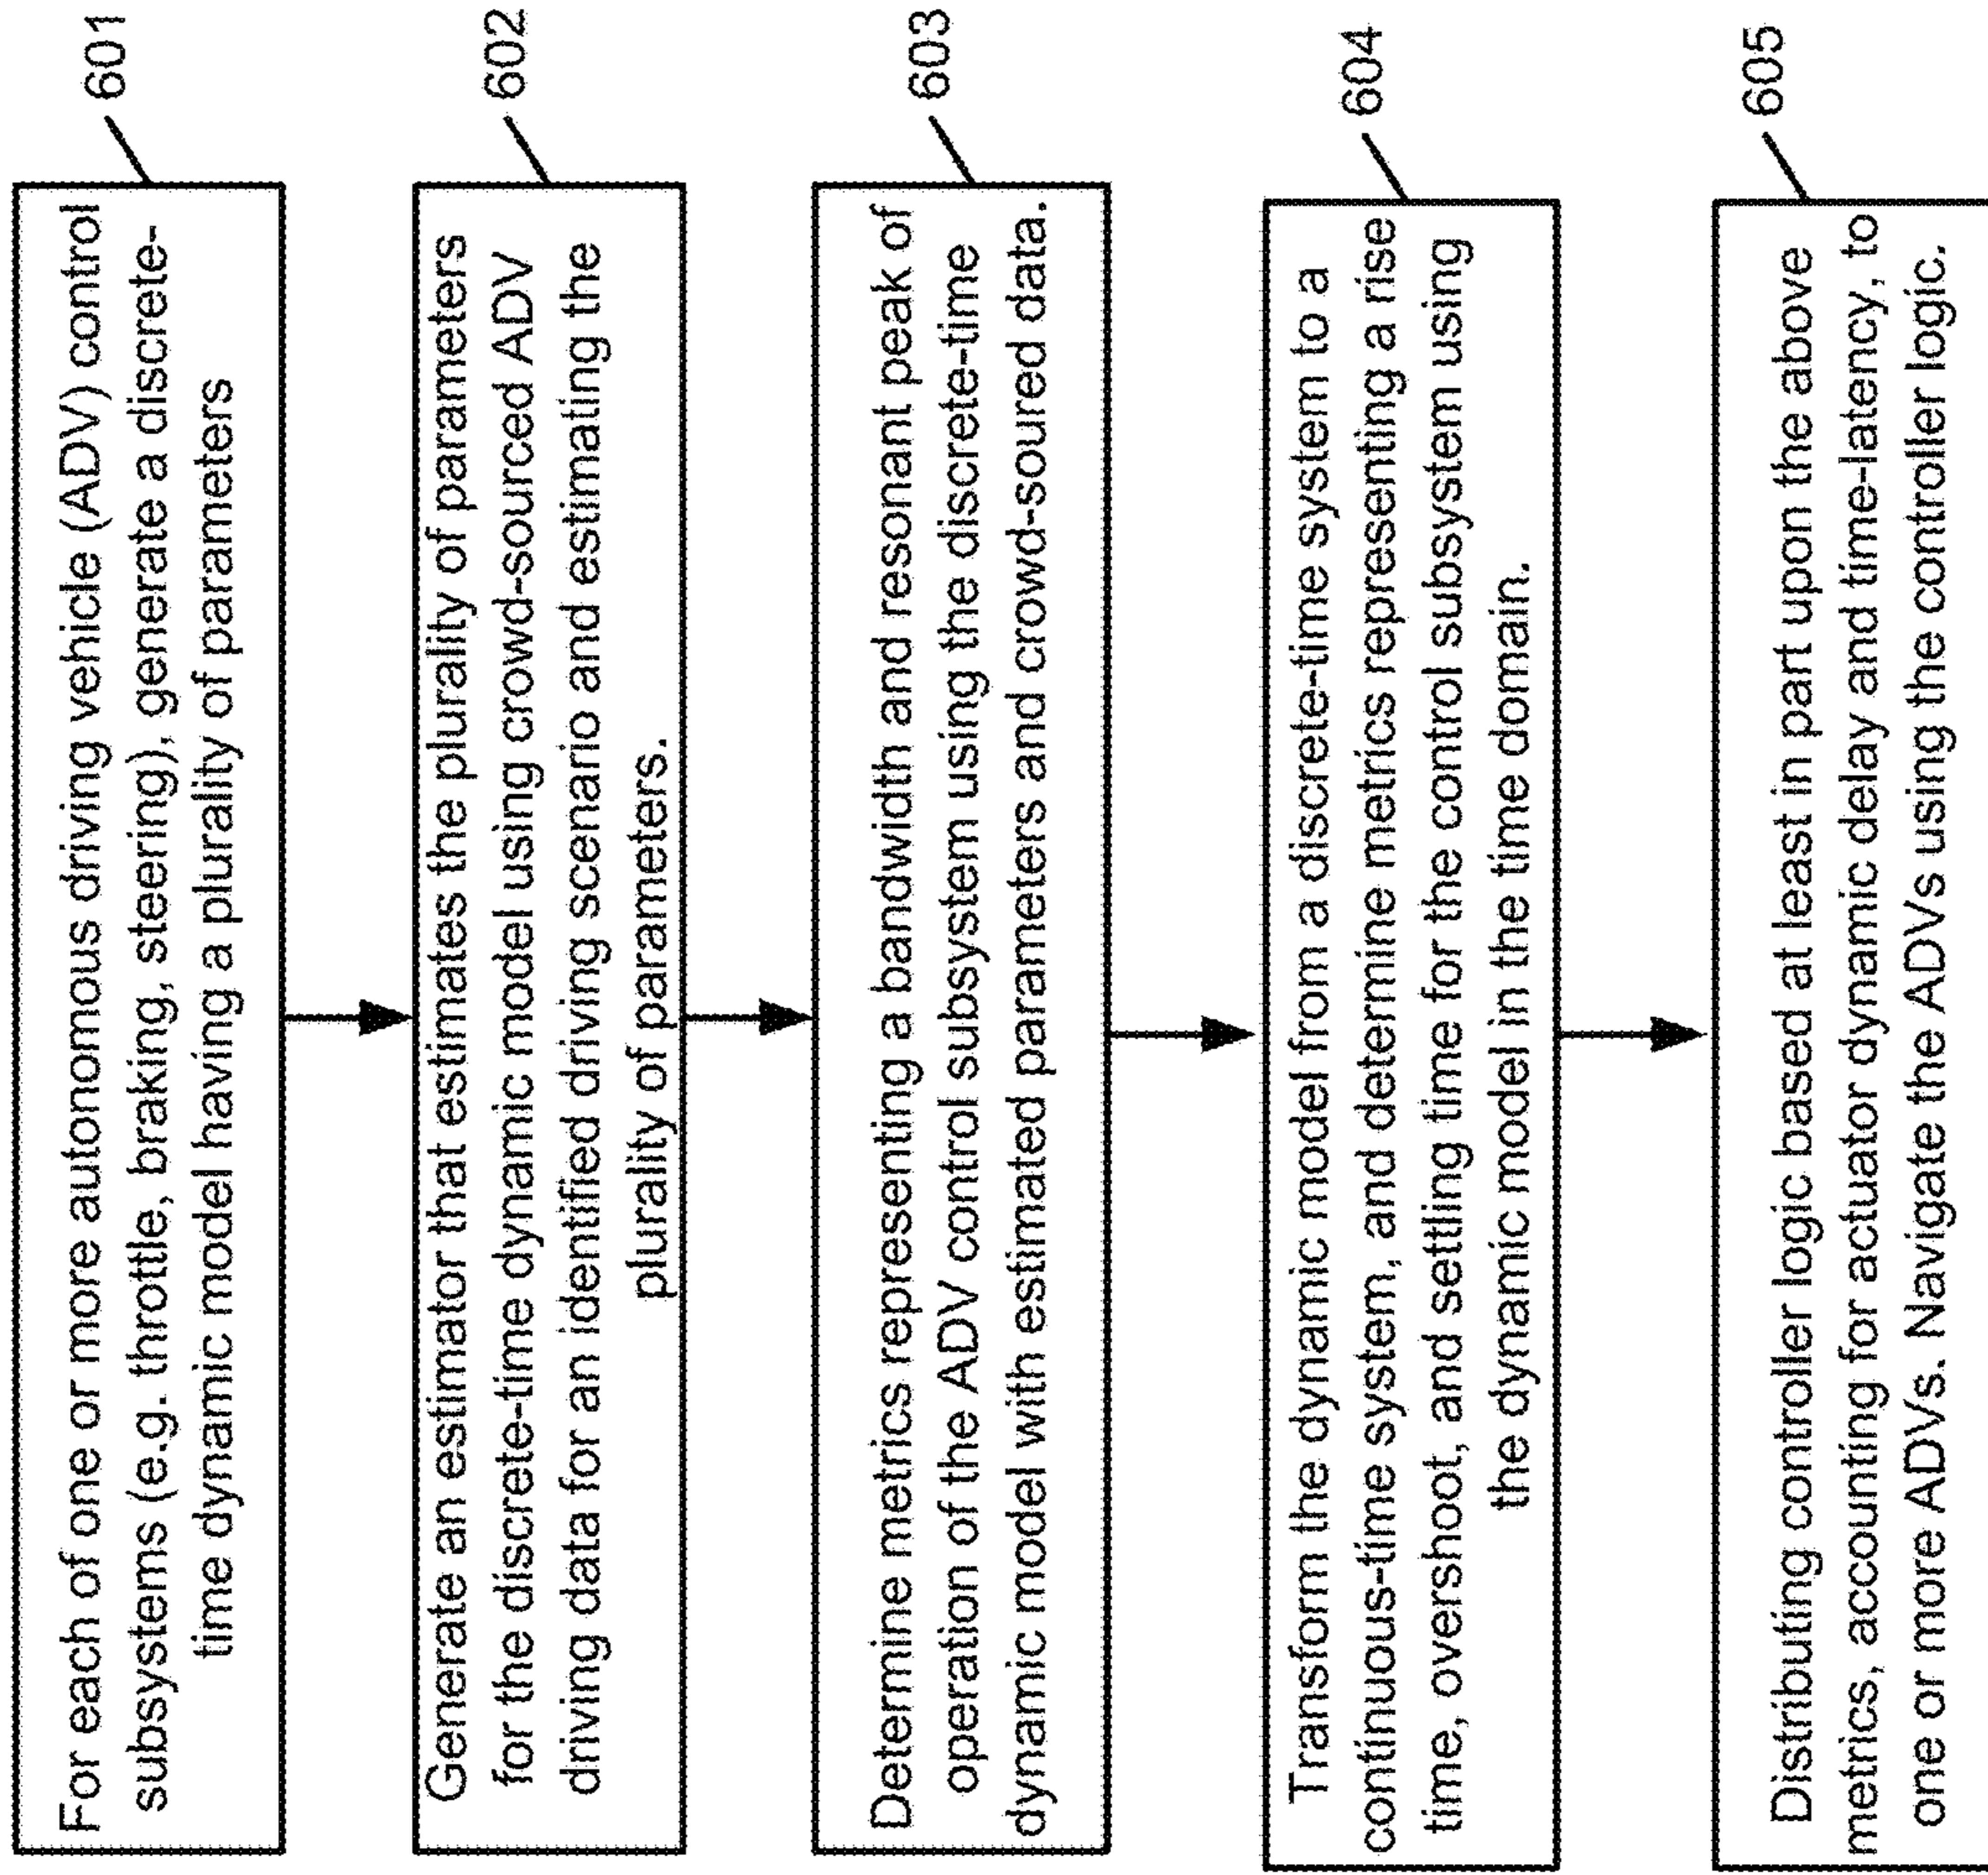 For each of one or more autonomous driving vehicle (ADV) control
subsystems (e.g. throttle, braking, steering), generate a discrete-
time dynamic model having a plurality of parameters
601
Generate an estimator that estimates the plurality of parameters
for the discrete-time dynamic model using crowd-sourced ADV
driving data for an identified driving scenario and estimating the
plurality of parameters.
602
Determine metrics representing a bandwidth and resonant peak of
operation of the ADV control subsystem using the discrete-time
dynamic model with estimated parameters and crowd-soured data.
603
Transform the dynamic model from a discrete-time system to a
continuous-time system, and determine metrics representing a rise
time, overshoot, and settling time for the control subsystem using
the dynamic model in the time domain.
604
Distributing controller logic based at least in part upon the above
metrics, accounting for actuator dynamic delay and time-latency, to
one or more ADVs. Navigate the ADVs using the controller logic.
605